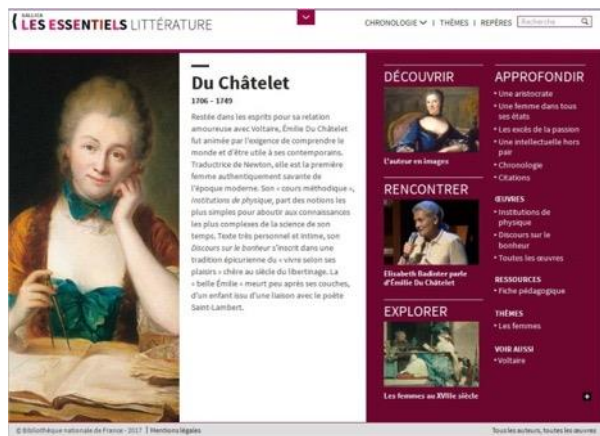 GALLICA
LES ESSENTIELS LITTÉRATURE
CHRONOLOGIE | THÈMES | REPÈRES Recherche
Du Châtelet
1706 – 1749
Restée dans les esprits pour sa relation
amoureuse avec Voltaire, Émilie Du Châtelet
fut animée par l'exigence de comprendre le
monde et d'être utile à ses contemporains.
Traductrice de Newton, elle est la première
femme authentiquement savante de
l'époque moderne. Son « cours méthodique »,
Institutions de physique, part des notions les
plus simples pour aboutir aux connaissances
les plus complexes de la science de son
temps. Texte très personnel et intime, son
Discours sur le bonheur s'inscrit dans une
tradition épicurienne du « vivre selon ses
plaisirs » chère au siècle du libertinage. La
« belle Émilie » meurt peu après ses couches,
d'un enfant issu d'une liaison avec le poète
Saint-Lambert.
DÉCOUVRIR
L'auteur en images
RENCONTRER
Elisabeth Badinter parle
d'Émilie Du Châtelet
EXPLORER
Les femmes au XVIIIe siècle
APPROFONDIR
• Une aristocrate
• Une femme dans tous
ses états
• Les excès de la passion
• Une intellectuelle hors
pair
• Chronologie
• Citations
ŒUVRES
• Institutions de
physique
• Discours sur le
bonheur
• Toutes les œuvres
RESSOURCES
• Fiche pédagogique
THÈMES
• Les femmes
VOIR AUSSI
• Voltaire
© Bibliothèque nationale de France - 2017 | Mentions légales
Tous les auteurs, toutes les œuvres